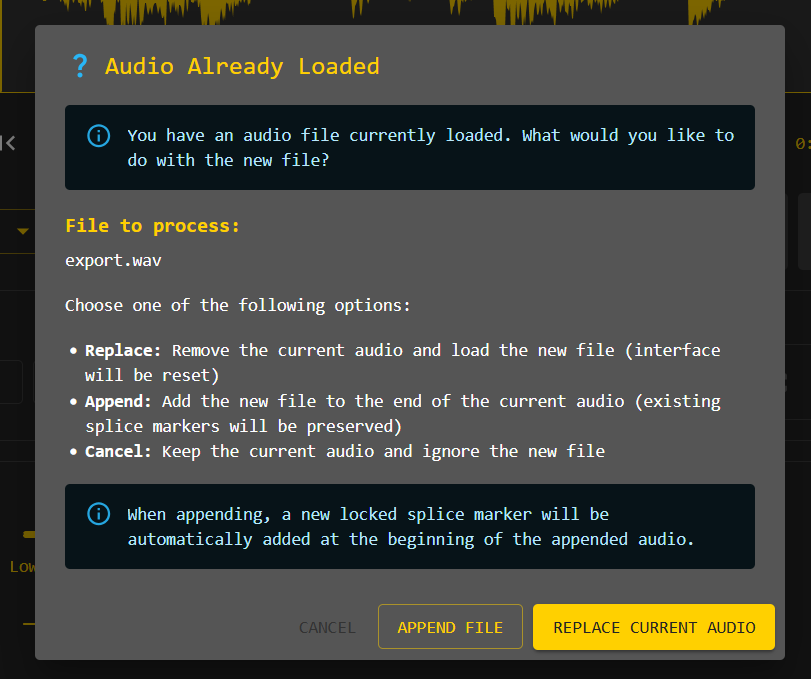 ? Audio Already Loaded
You have an audio file currently loaded. What would you like to
do with the new file?
0:
File to process:
export.wav
Choose one of the following options:
• Replace: Remove the current audio and load the new file (interface
will be reset)
• Append: Add the new file to the end of the current audio (existing
splice markers will be preserved)
• Cancel: Keep the current audio and ignore the new file
When appending, a new locked splice marker will be
automatically added at the beginning of the appended audio.
Low
CANCEL
APPEND FILE
REPLACE CURRENT AUDIO